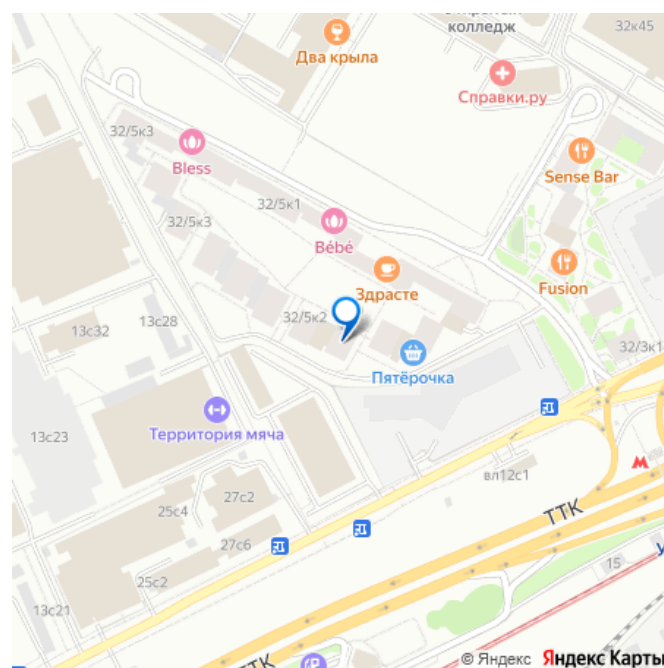 колледж
32к45
Два крыла
Справки.ру
32/5к3
Bless
Sense Bar
32/5к1
32/5к3
Bébé
Здрасте
Fusion
13с28
13с32
32/5к2
32/3к1
Пятёрочка
Территория мяча
13с23
вл12с1
27с2
25с4
ТТК
27с6
25с2
15
13с21
ТТК
© Яндекс Яндекс Карты